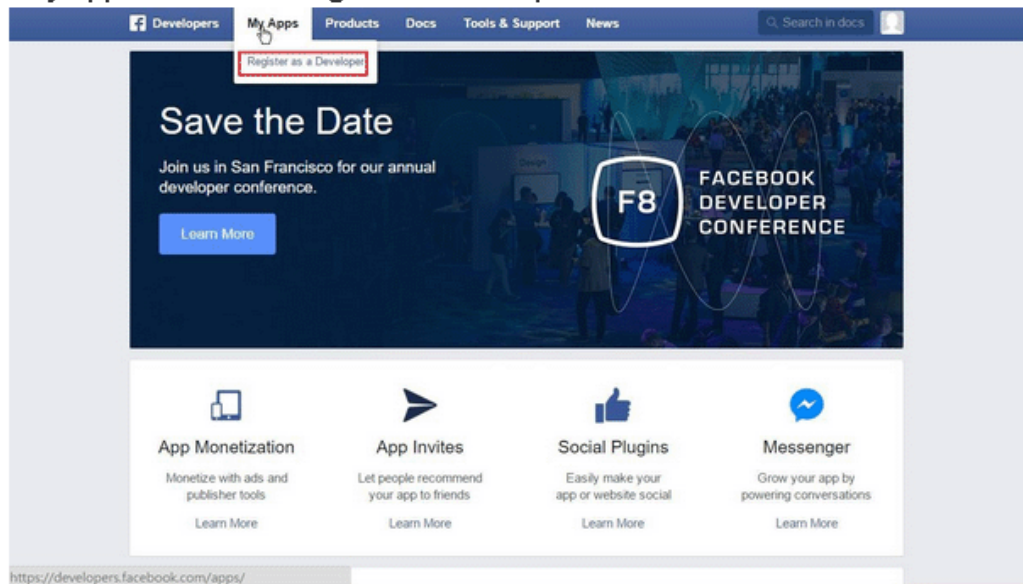 Developers My Apps Products Docs Tools & Support News Search in docs
Register as a Developer
Save the Date
Join us in San Francisco for our annual
developer conference.
Learn More
Design
F8
FACEBOOK
DEVELOPER
CONFERENCE
App Monetization
Monetize with ads and
publisher tools
Learn More
App Invites
Let people recommend
your app to friends
Learn More
Social Plugins
Easily make your
app or website social
Learn More
Messenger
Grow your app by
powering conversations
Learn More
https://developers.facebook.com/apps/